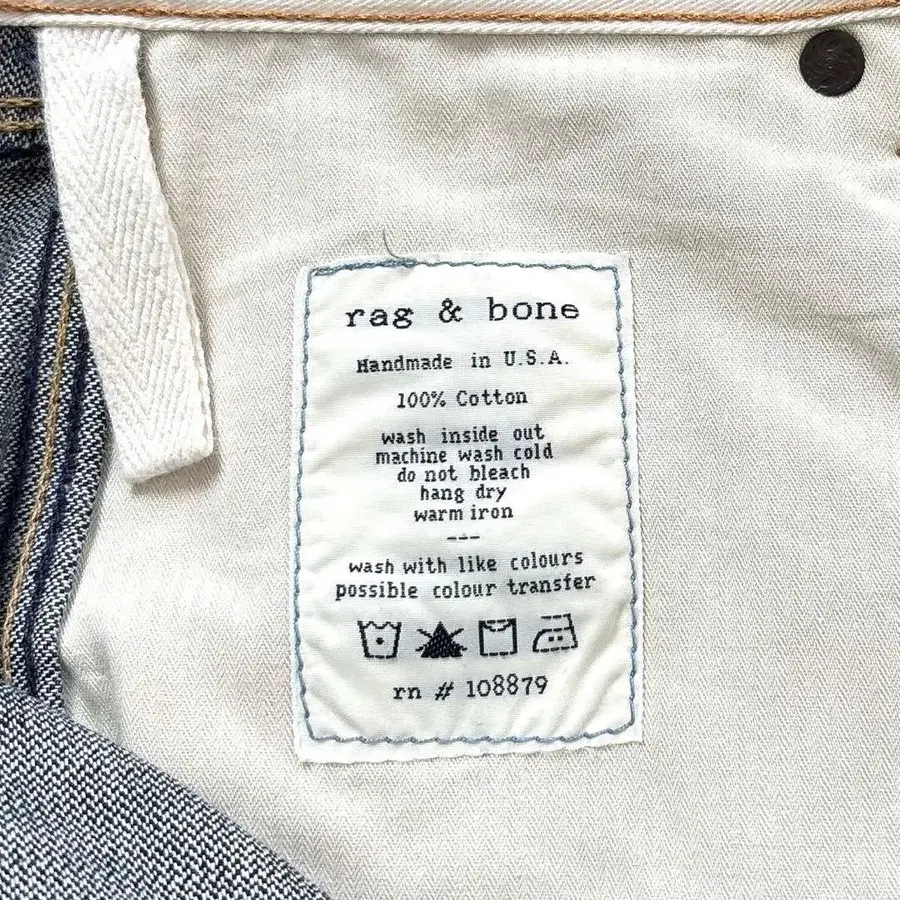 rag & bone
Handmade in U.S.A.
100% Cotton
wash inside out
machine wash cold
do not bleach
hang dry
warm iron
---
wash with like colours
possible colour transfer
rn # 108879